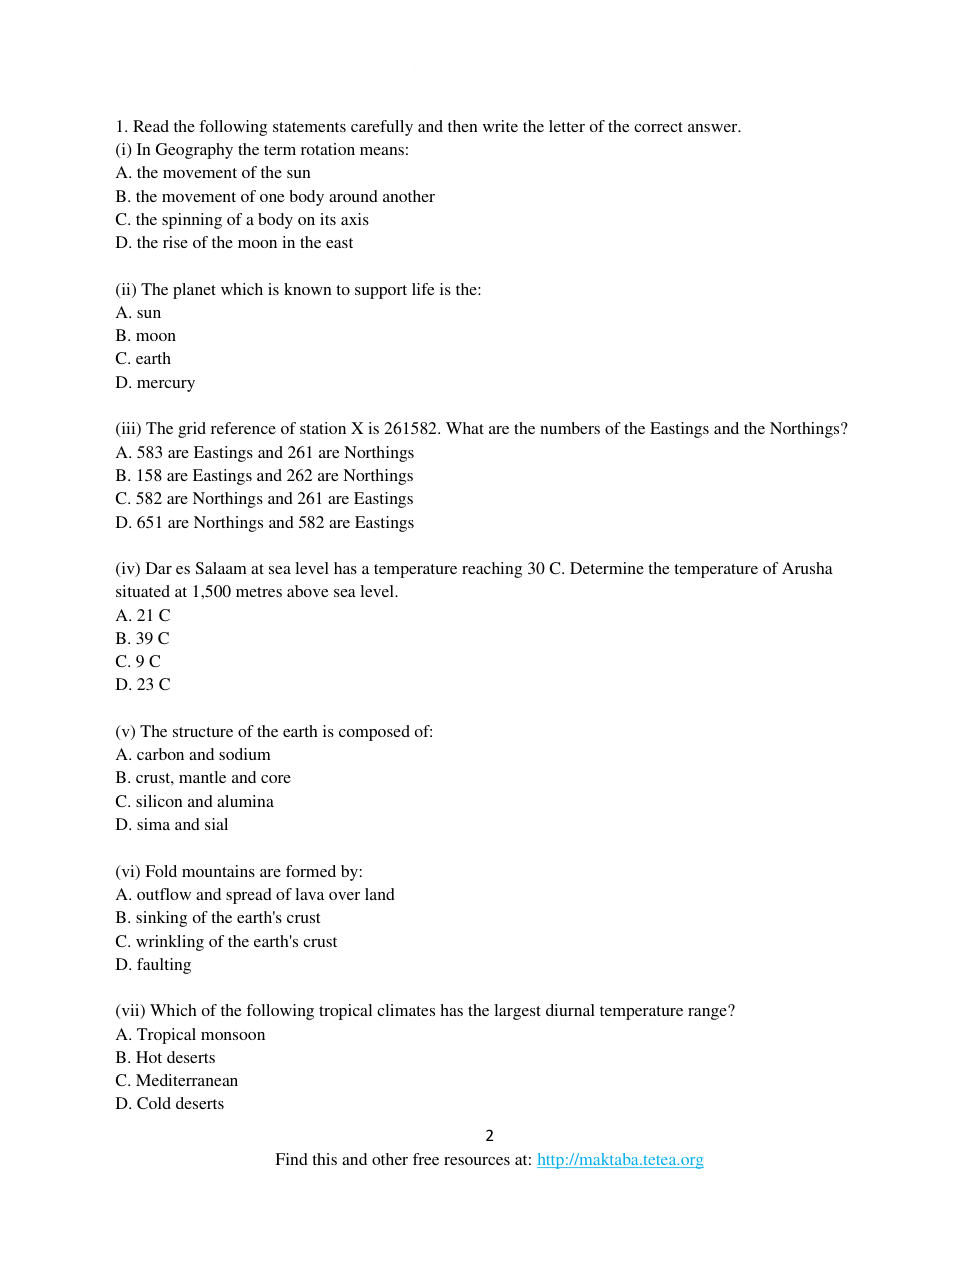 1. Read the following statements carefully and then write the letter of the correct answer.
(i) In Geography the term rotation means:
A. the movement of the sun
B. the movement of one body around another
C. the spinning of a body on its axis
D. the rise of the moon in the east
(ii) The planet which is known to support life is the:
A. sun
B. moon
C. earth
D. mercury
(iii) The grid reference of station X is 261582. What are the numbers of the Eastings and the Northings?
A. 583 are Eastings and 261 are Northings
B. 158 are Eastings and 262 are Northings
C. 582 are Northings and 261 are Eastings
D. 651 are Northings and 582 are Eastings
(iv) Dar es Salaam at sea level has a temperature reaching 30 C. Determine the temperature of Arusha
situated at 1,500 metres above sea level.
A. 21 C
B. 39 C
C. 9 C
D. 23 C
(v) The structure of the earth is composed of:
A. carbon and sodium
B. crust, mantle and core
C. silicon and alumina
D. sima and sial
(vi) Fold mountains are formed by:
A. outflow and spread of lava over land
B. sinking of the earth's crust
C. wrinkling of the earth's crust
D. faulting
(vii) Which of the following tropical climates has the largest diurnal temperature range?
A. Tropical monsoon
B. Hot deserts
C. Mediterranean
D. Cold deserts
2
Find this and other free resources at: http://maktaba.tetea.org